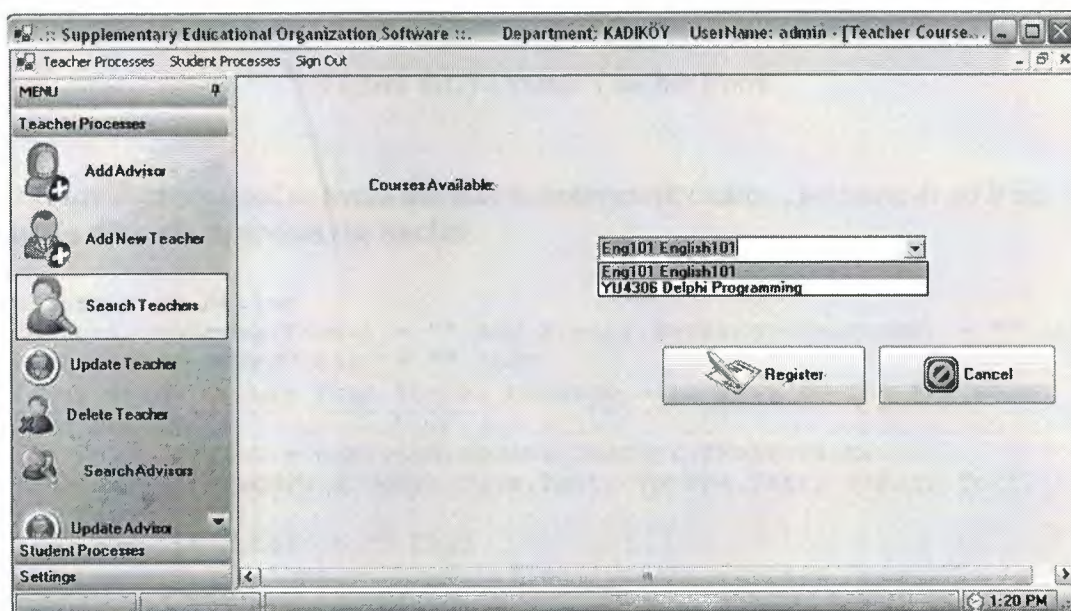 .:: Supplementary Educational Organization Software ::. Department: KADIKÖY UserName: admin - [Teacher Course...
Teacher Processes Student Processes Sign Out
MENU
Teacher Processes
Add Advisor
Add New Teacher
Search Teachers
Update Teacher
Delete Teacher
Search Advisors
Update Advisor
Student Processes
Settings
Courses Available:
Eng101 English101
Eng101 English101
YU4306 Delphi Programming
Register
Cancel
1:20 PM